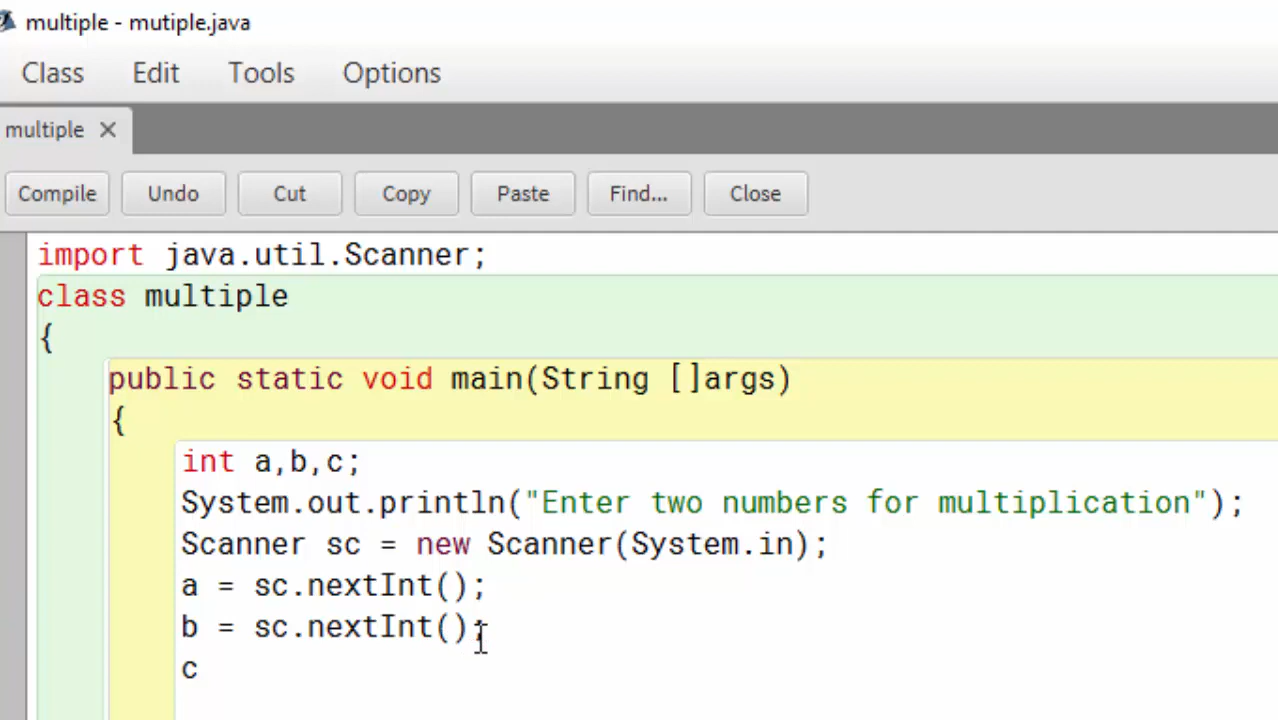 multiple - mutiple.java
Class Edit Tools Options
multiple ×
Compile Undo Cut Copy Paste Find... Close
import java.util.Scanner;
class multiple
{
public static void main(String []args)
{
int a,b,c;
System.out.println("Enter two numbers for multiplication");
Scanner sc = new Scanner(System.in);
a = sc.nextInt();
b = sc.nextInt();
c